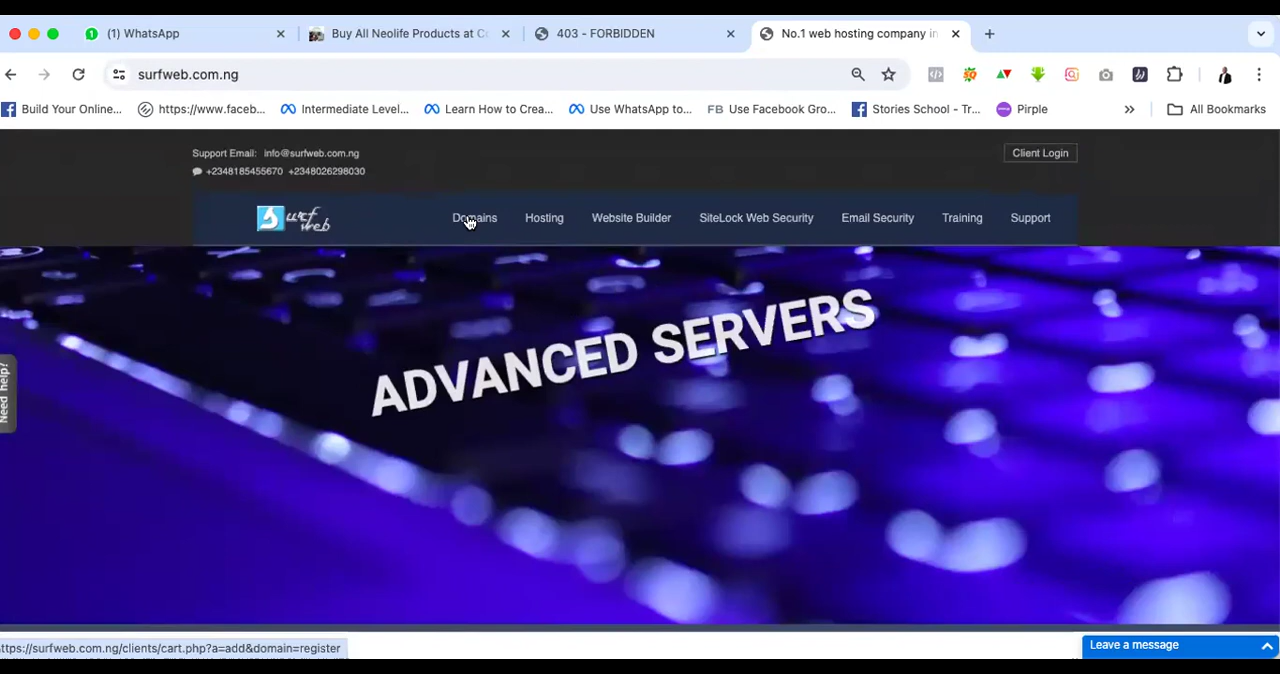 (1) WhatsApp
Buy All Neolife Products at Co
403 - FORBIDDEN
No.1 web hosting company in
surfweb.com.ng
Build Your Online...
https://www.faceb...
Intermediate Level...
Learn How to Crea...
Use WhatsApp to...
FB Use Facebook Gro...
Stories School - Tr...
Pirple
All Bookmarks
Support Email: info@surfweb.com.ng
+2348185455670 +2348026298030
Client Login
surf
web
Domains
Hosting
Website Builder
SiteLock Web Security
Email Security
Training
Support
ADVANCED SERVERS
Need help?
ttps://surfweb.com.ng/clients/cart.php?a=add&domain=register
Leave a message